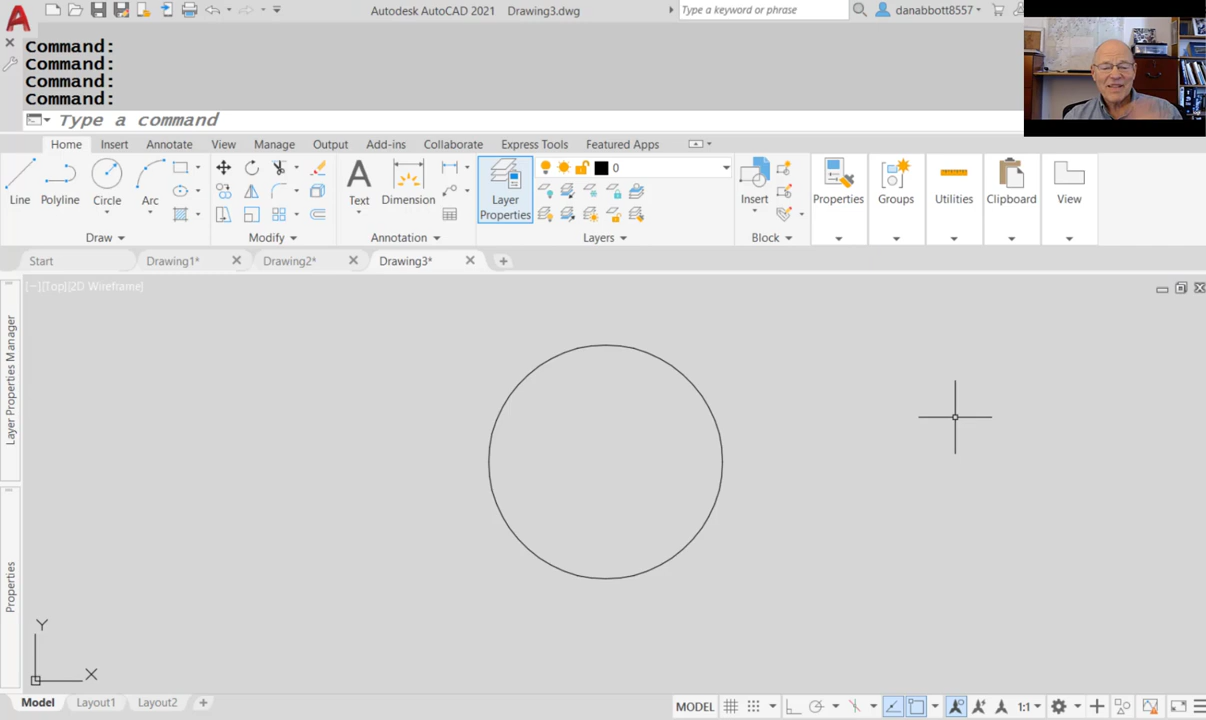 Autodesk AutoCAD 2021 Drawing3.dwg
Type a keyword or phrase
danabbott8557
Command:
Command:
Command:
Command:
Type a command
Home Insert Annotate View Manage Output Add-ins Collaborate Express Tools Featured Apps
0
Line Polyline Circle Arc Text Dimension Layer Properties Insert Properties Groups Utilities Clipboard View
Draw Modify Annotation Layers Block
Start Drawing1* Drawing2* Drawing3*
[−][Top][2D Wireframe]
Layer Properties Manager
Properties
Y
X
Model Layout1 Layout2
MODEL 1:1